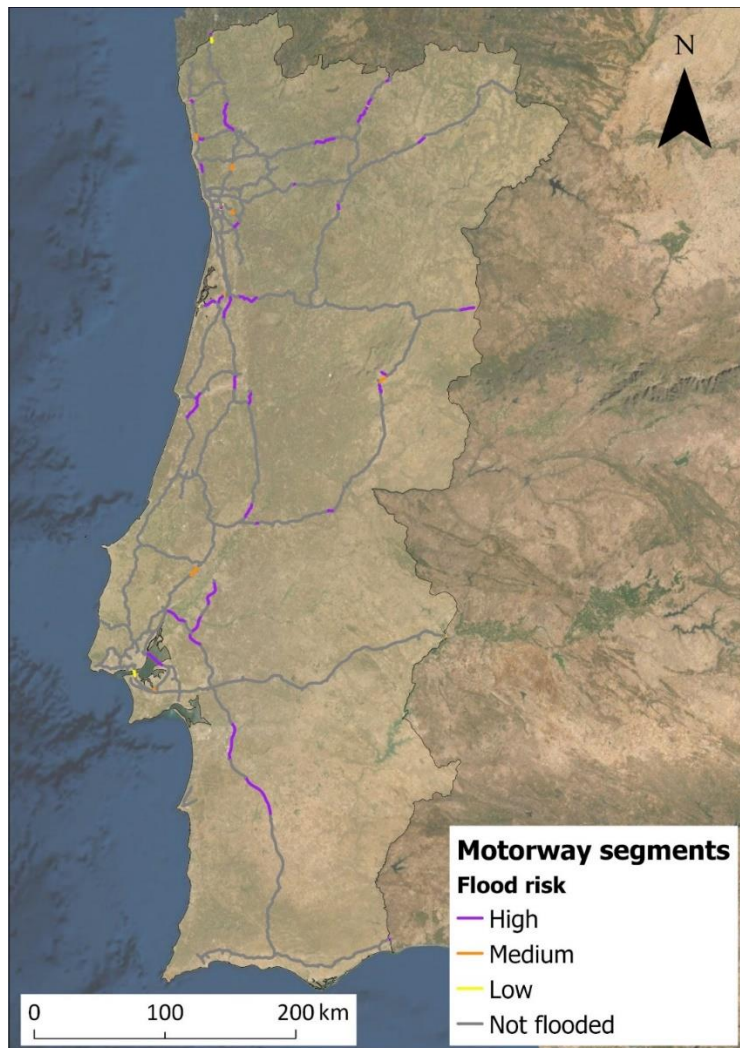 N
Motorway segments
Flood risk
High
Medium
Low
Not flooded
0 100 200 km